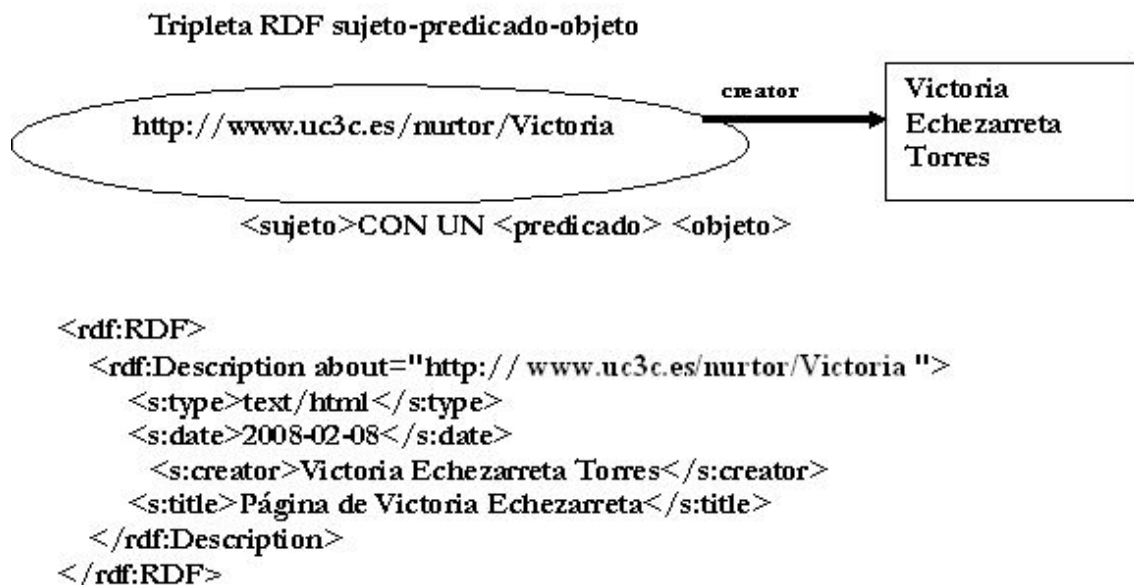 Tripleta RDF sujeto-predicado-objeto
http://www.uc3c.es/nurtor/Victoria
creator
Victoria
Echezarreta
Torres
<sujeto>CON UN <predicado> <objeto>
<rdf:RDF>
<rdf:Description about="http:// www.uc3c.es/nurtor/Victoria ">
<s:type>text/html</s:type>
<s:date>2008-02-08</s:date>
<s:creator>Victoria Echezarreta Torres</s:creator>
<s:title>Página de Victoria Echezarreta</s:title>
</rdf:Description>
</rdf:RDF>